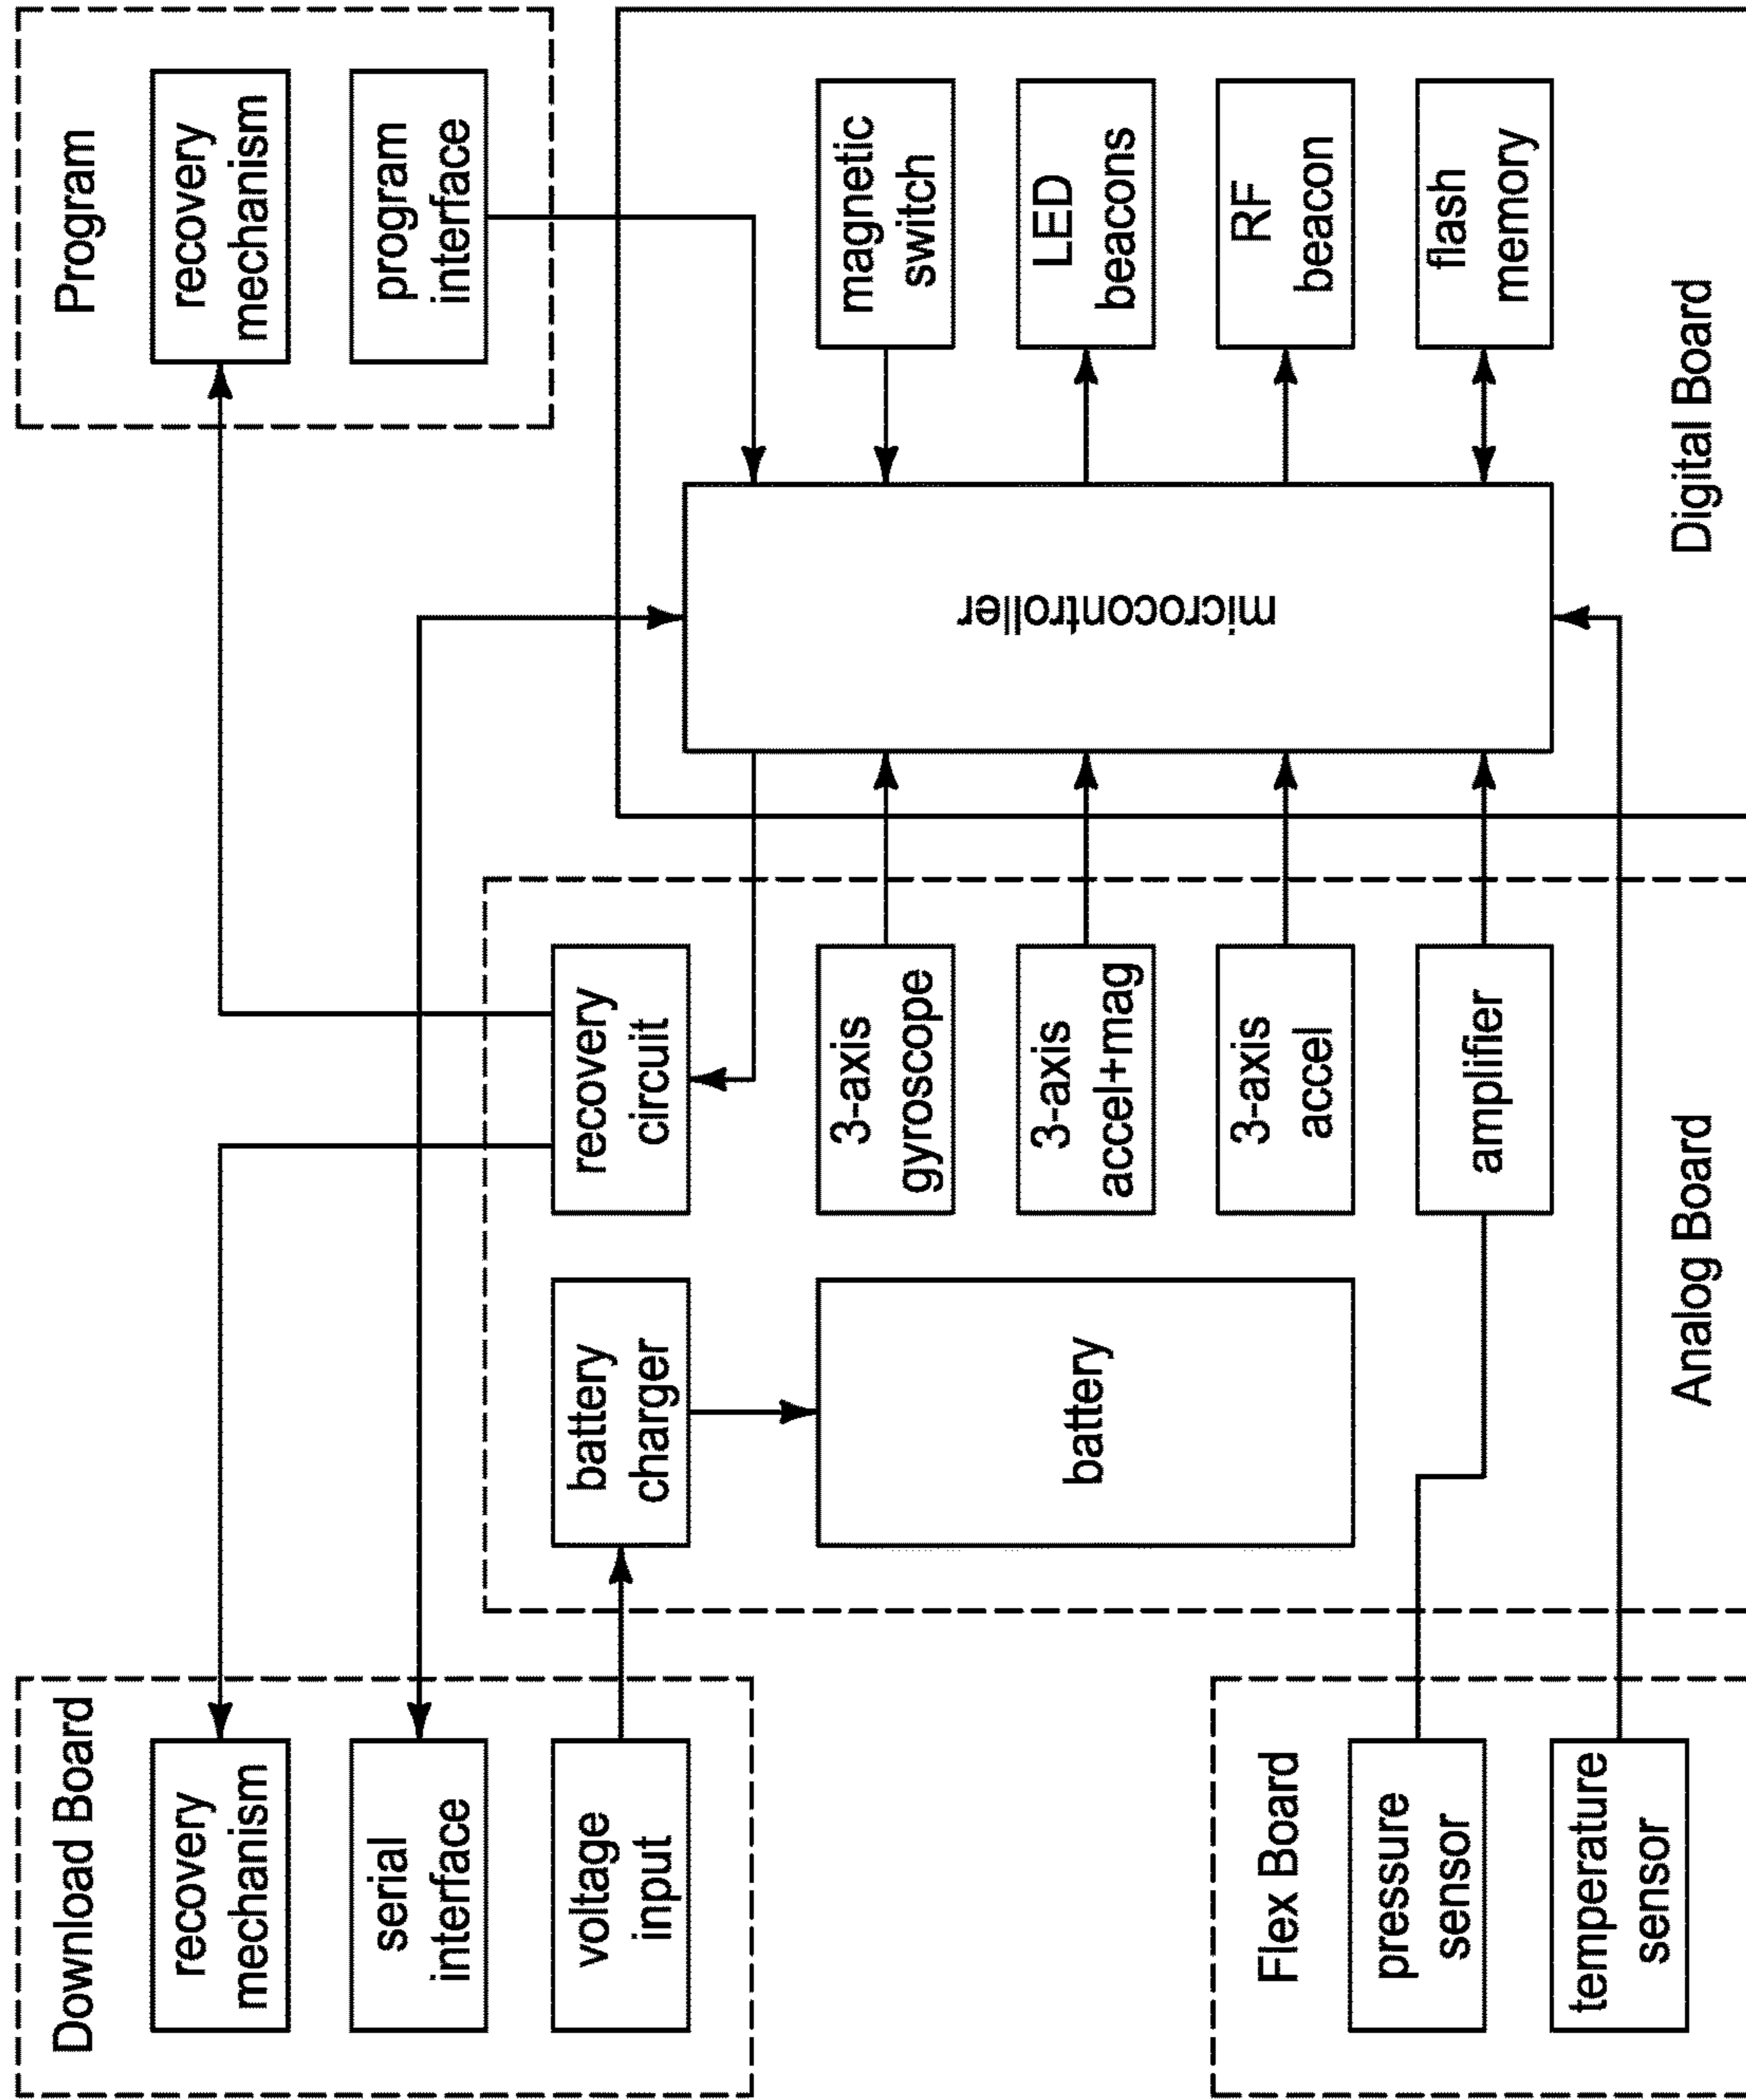 Download Board
recovery
mechanism
serial
interface
voltage
input
Flex Board
pressure
sensor
temperature
sensor
battery
charger
battery
recovery
circuit
3-axis
gyroscope
3-axis
accel+mag
3-axis
accel
amplifier
Analog Board
microcontroller
Program
recovery
mechanism
program
interface
magnetic
switch
LED
beacons
RF
beacon
flash
memory
Digital Board